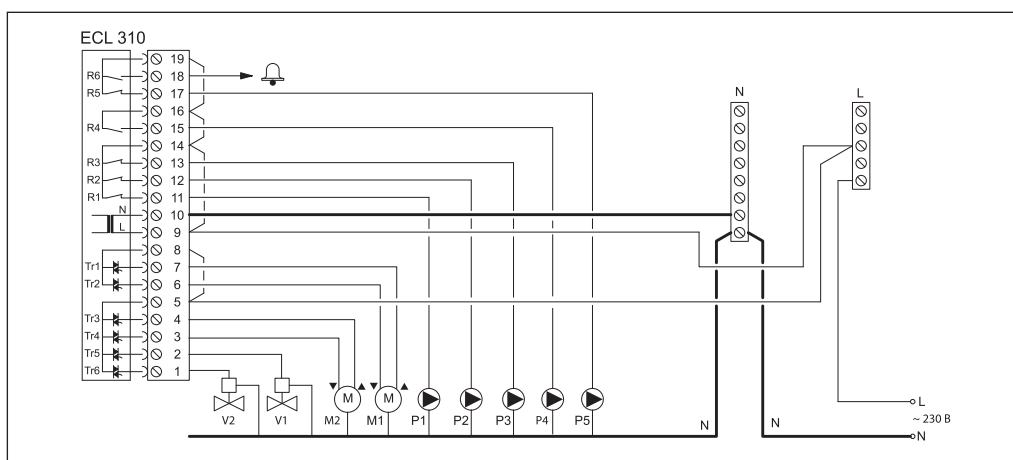 ECL 310
19
R6 18
R5 17
N L
16
R4 15
14
R3 13
R2 12
R1 11
N 10
L 9
8
Tr1 7
Tr2 6
5
Tr3 4
Tr4 3
Tr5 2
Tr6 1
M M
V2 V1 M2 M1 P1 P2 P3 P4 P5
N N
L
~ 230 В
N